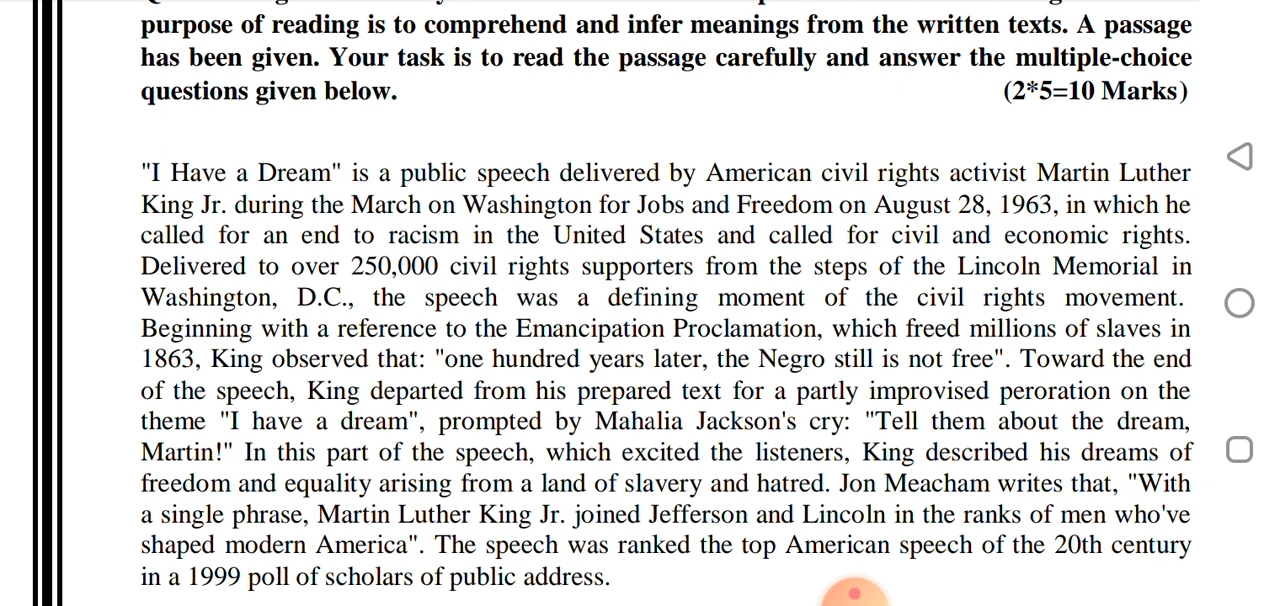 purpose of reading is to comprehend and infer meanings from the written texts. A passage
has been given. Your task is to read the passage carefully and answer the multiple-choice
questions given below. (2*5=10 Marks)
"I Have a Dream" is a public speech delivered by American civil rights activist Martin Luther
King Jr. during the March on Washington for Jobs and Freedom on August 28, 1963, in which he
called for an end to racism in the United States and called for civil and economic rights.
Delivered to over 250,000 civil rights supporters from the steps of the Lincoln Memorial in
Washington, D.C., the speech was a defining moment of the civil rights movement.
Beginning with a reference to the Emancipation Proclamation, which freed millions of slaves in
1863, King observed that: "one hundred years later, the Negro still is not free". Toward the end
of the speech, King departed from his prepared text for a partly improvised peroration on the
theme "I have a dream", prompted by Mahalia Jackson's cry: "Tell them about the dream,
Martin!" In this part of the speech, which excited the listeners, King described his dreams of
freedom and equality arising from a land of slavery and hatred. Jon Meacham writes that, "With
a single phrase, Martin Luther King Jr. joined Jefferson and Lincoln in the ranks of men who've
shaped modern America". The speech was ranked the top American speech of the 20th century
in a 1999 poll of scholars of public address.